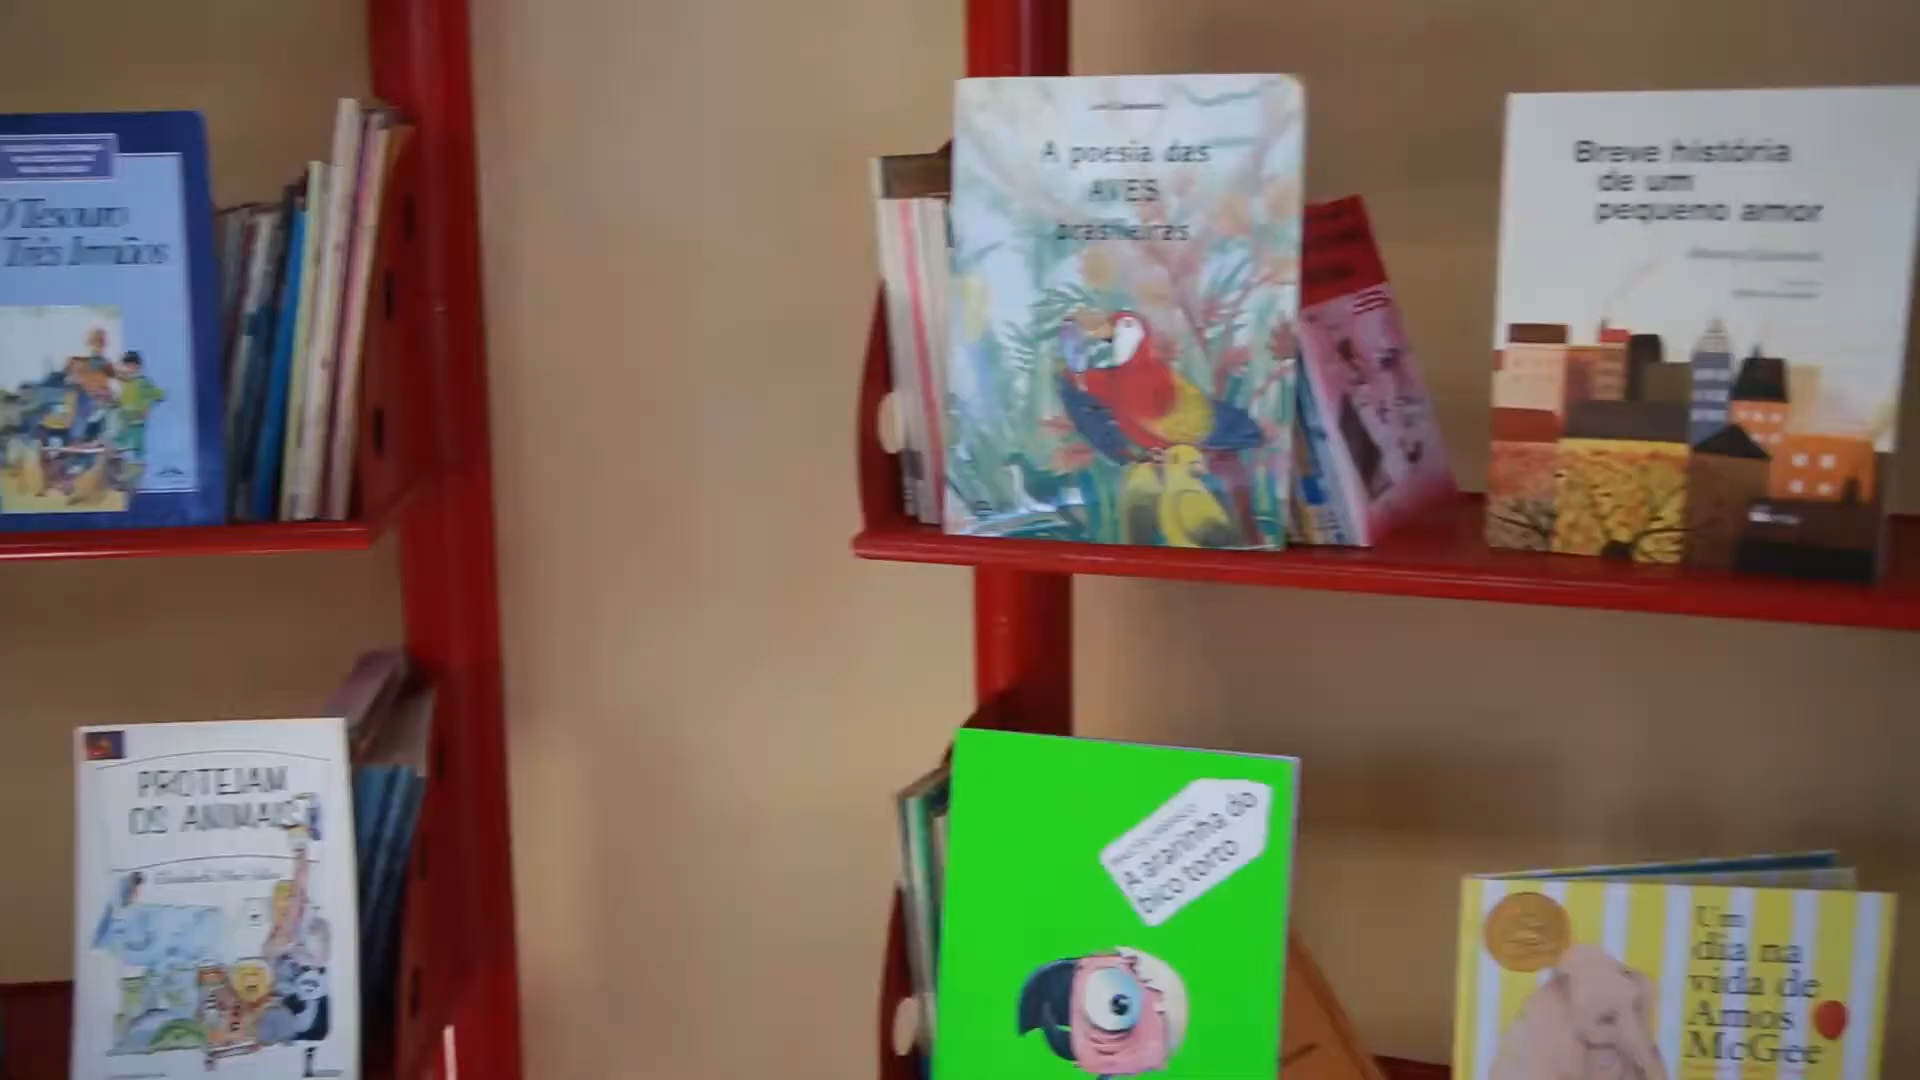 O Tesouro
Três Irmãos
A poesia das
AVES
brasileiras
Breve história
de um
pequeno amor
PROTEJAM
OS ANIMAIS
A ararinha do
bico torto
Um
dia na
vida de
Amos
McGee